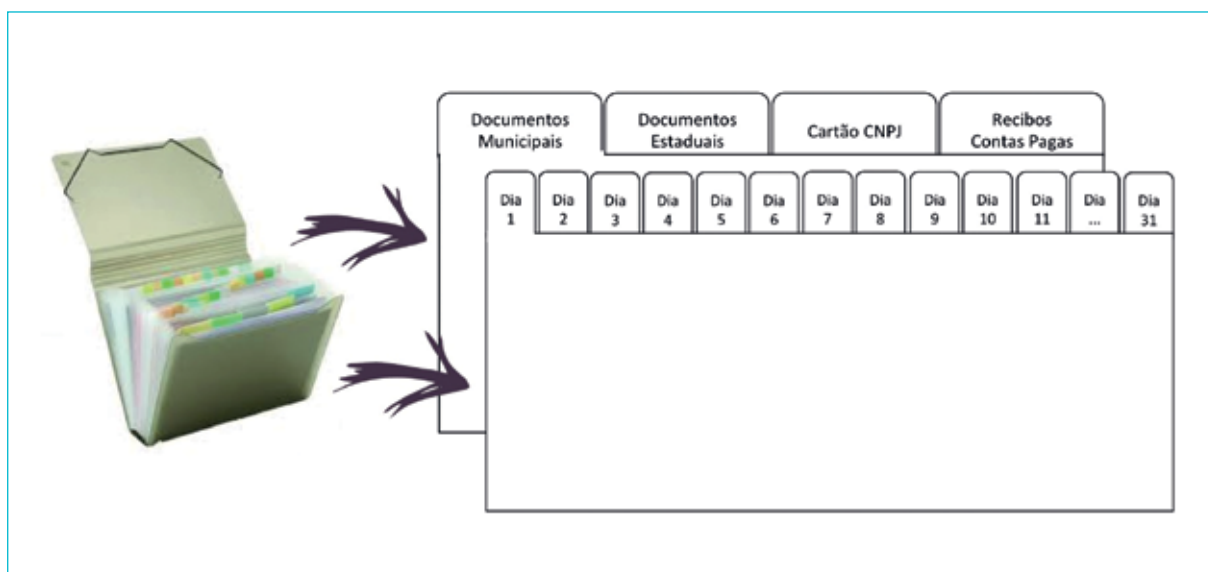 Documentos
Municipais
Documentos
Estaduais
Cartão CNPJ
Recibos
Contas Pagas
Dia
1
Dia
2
Dia
3
Dia
4
Dia
5
Dia
6
Dia
7
Dia
8
Dia
9
Dia
10
Dia
11
Dia
...
Dia
31